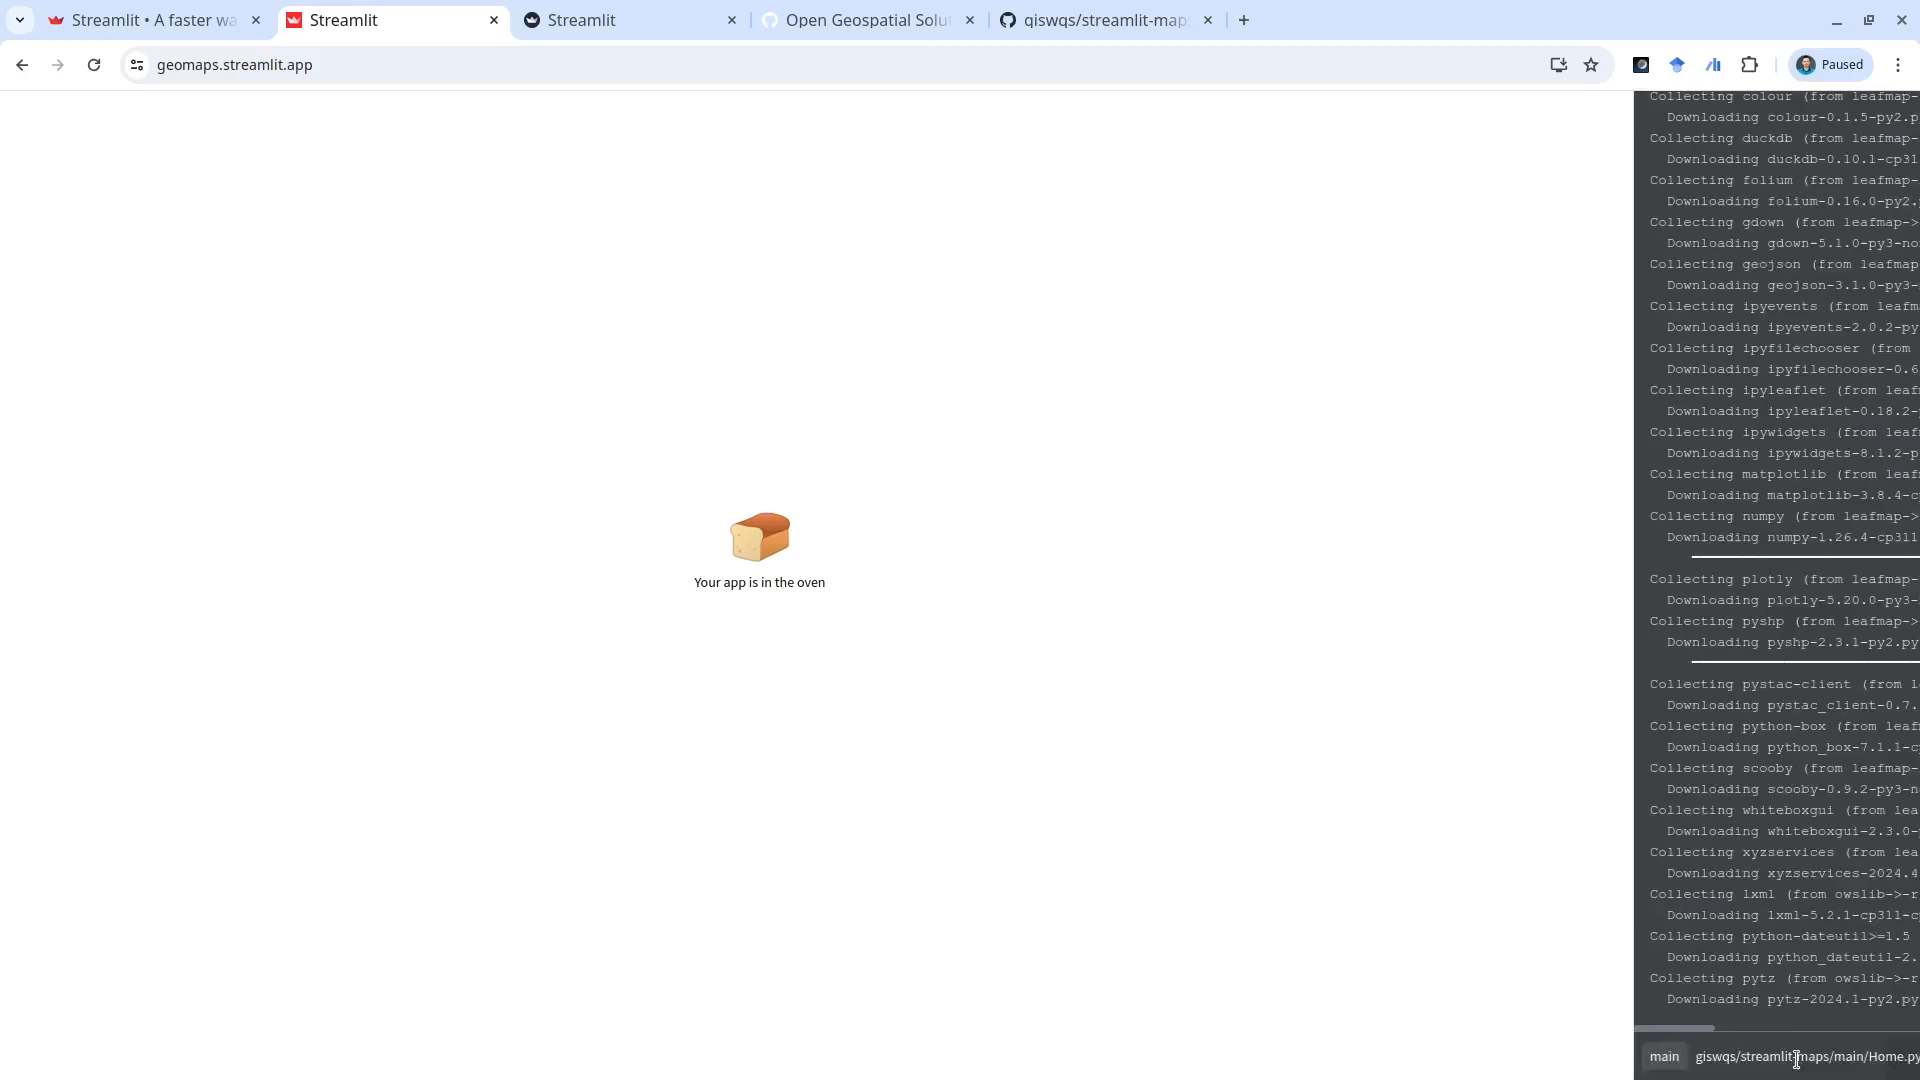 Streamlit • A faster wa
Streamlit
Streamlit
Open Geospatial Solu
giswqs/streamlit-map
geomaps.streamlit.app
Paused
Collecting colour (from leafmap-
Downloading colour-0.1.5-py2.p
Collecting duckdb (from leafmap-
Downloading duckdb-0.10.1-cp31
Collecting folium (from leafmap-
Downloading folium-0.16.0-py2.
Collecting gdown (from leafmap->
Downloading gdown-5.1.0-py3-no
Collecting geojson (from leafmap
Downloading geojson-3.1.0-py3-
Collecting ipyevents (from leafm
Downloading ipyevents-2.0.2-py
Collecting ipyfilechooser (from
Downloading ipyfilechooser-0.6
Collecting ipyleaflet (from leaf
Downloading ipyleaflet-0.18.2-
Collecting ipywidgets (from leaf
Downloading ipywidgets-8.1.2-p
Collecting matplotlib (from leaf
Downloading matplotlib-3.8.4-c
Collecting numpy (from leafmap->
Downloading numpy-1.26.4-cp311
Your app is in the oven
Collecting plotly (from leafmap-
Downloading plotly-5.20.0-py3-
Collecting pyshp (from leafmap->
Downloading pyshp-2.3.1-py2.py
Collecting pystac-client (from l
Downloading pystac_client-0.7.
Collecting python-box (from leaf
Downloading python_box-7.1.1-c
Collecting scooby (from leafmap-
Downloading scooby-0.9.2-py3-n
Collecting whiteboxgui (from lea
Downloading whiteboxgui-2.3.0-
Collecting xyzservices (from lea
Downloading xyzservices-2024.4
Collecting lxml (from owslib->-r
Downloading lxml-5.2.1-cp311-c
Collecting python-dateutil>=1.5
Downloading python_dateutil-2.
Collecting pytz (from owslib->-r
Downloading pytz-2024.1-py2.py
main giswqs/streamlit-maps/main/Home.py